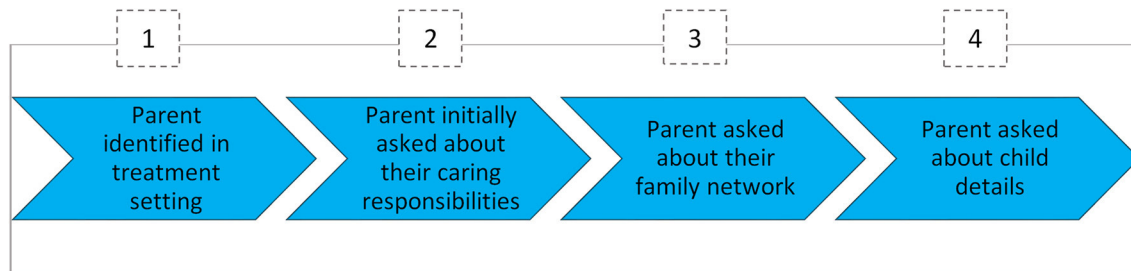 1
2
3
4
Parent
identified in
treatment
setting
Parent initially
asked about
their caring
responsibilities
Parent asked
about their
family network
Parent asked
about child
details